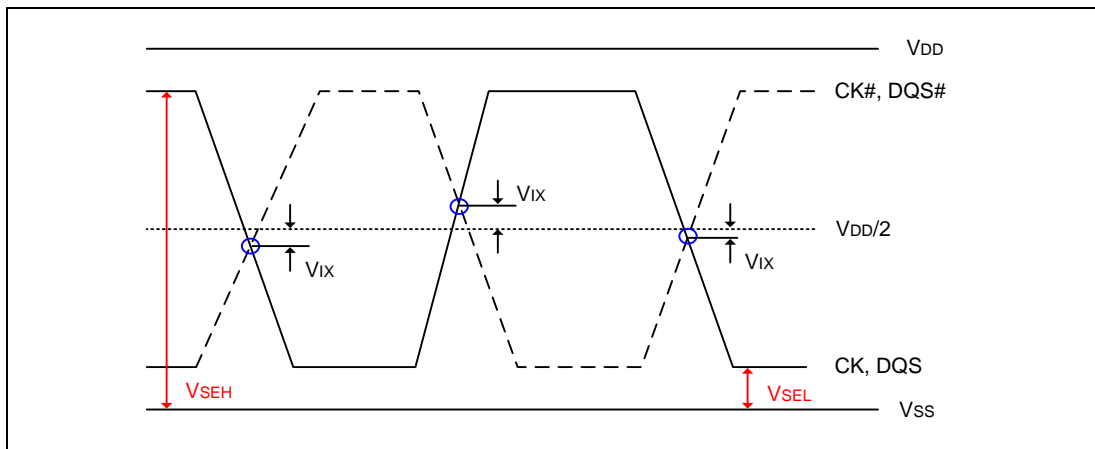 VDD
CK#, DQS#
VIX
VDD/2
VIX
VIX
CK, DQS
VSEH
VSEL
VSS